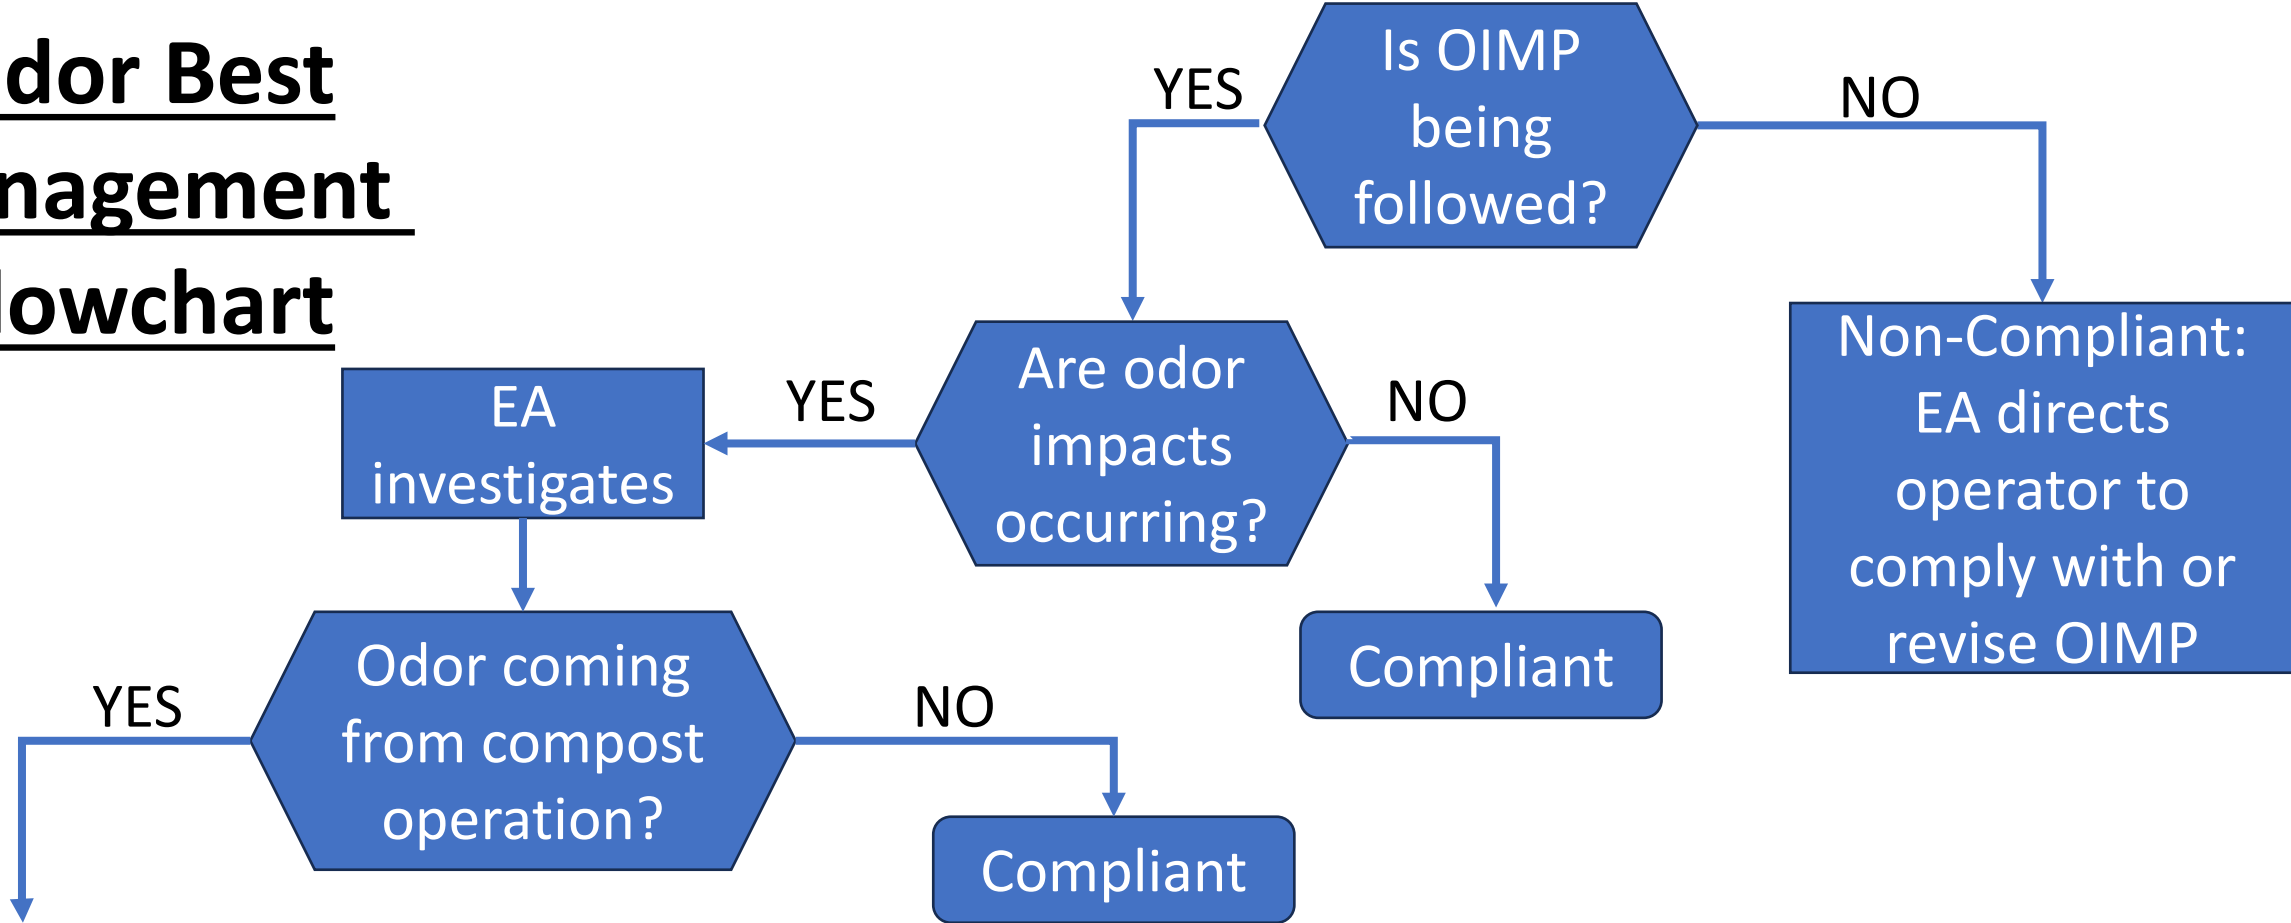 dor Best
nagement
lowchart
Is OIMP
being
followed?
YES
NO
Are odor
impacts
occurring?
YES
NO
EA
investigates
Non-Compliant:
EA directs
operator to
comply with or
revise OIMP
Compliant
Odor coming
from compost
operation?
YES
NO
Compliant